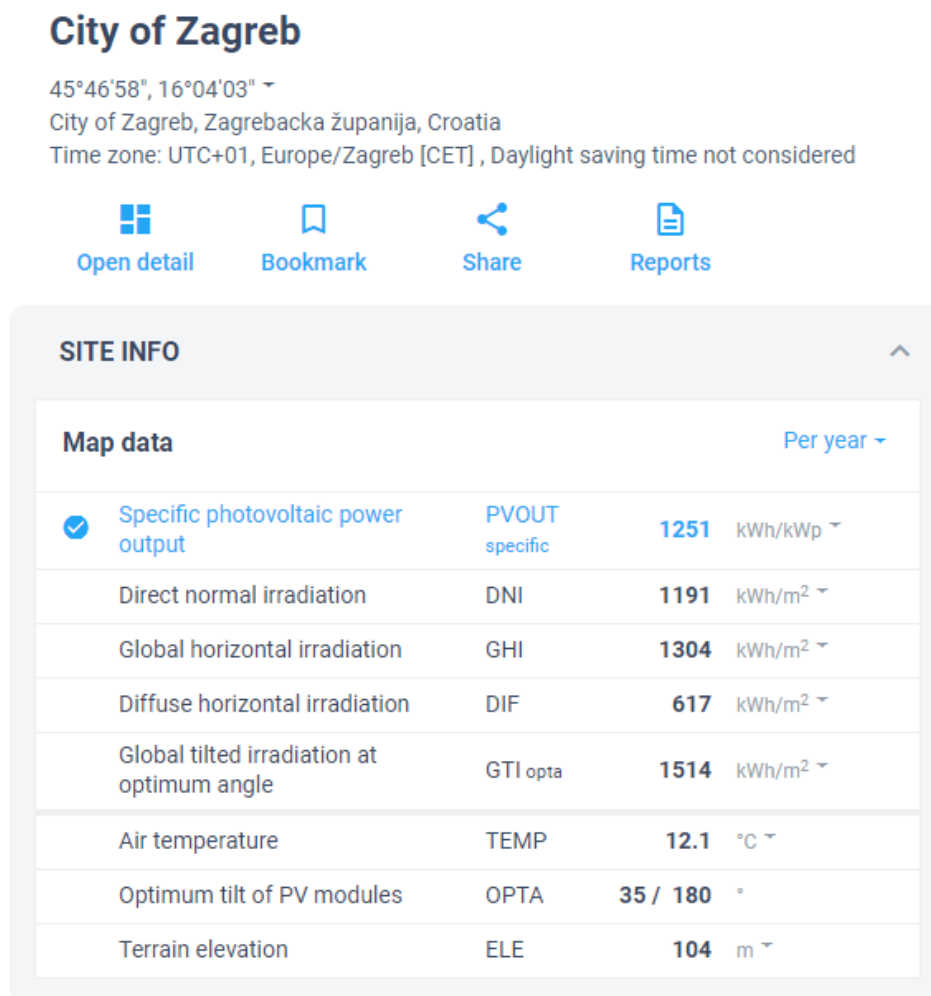 City of Zagreb
45°46'58", 16°04'03"
City of Zagreb, Zagrebacka županija, Croatia
Time zone: UTC+01, Europe/Zagreb [CET] , Daylight saving time not considered
Open detail Bookmark Share Reports
SITE INFO
Map data Per year
Specific photovoltaic power output PVOUT specific 1251 kWh/kWp
Direct normal irradiation DNI 1191 kWh/m²
Global horizontal irradiation GHI 1304 kWh/m²
Diffuse horizontal irradiation DIF 617 kWh/m²
Global tilted irradiation at optimum angle GTI opta 1514 kWh/m²
Air temperature TEMP 12.1 °C
Optimum tilt of PV modules OPTA 35 / 180 °
Terrain elevation ELE 104 m